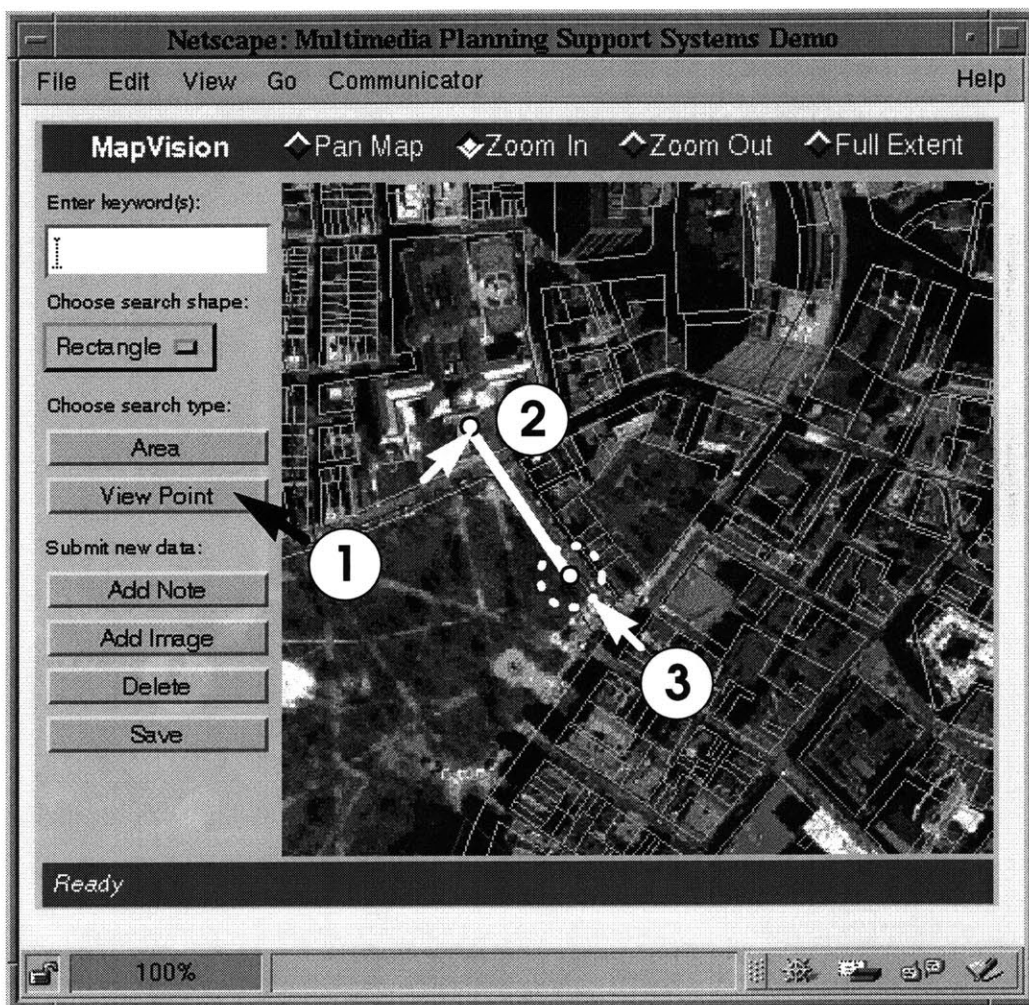 Netscape: Multimedia Planning Support Systems Demo
File Edit View Go Communicator Help
MapVision Pan Map Zoom In Zoom Out Full Extent
Enter keyword(s):
Choose search shape:
Rectangle
Choose search type:
Area
View Point
Submit new data:
Add Note
Add Image
Delete
Save
2
1
3
Ready
100%